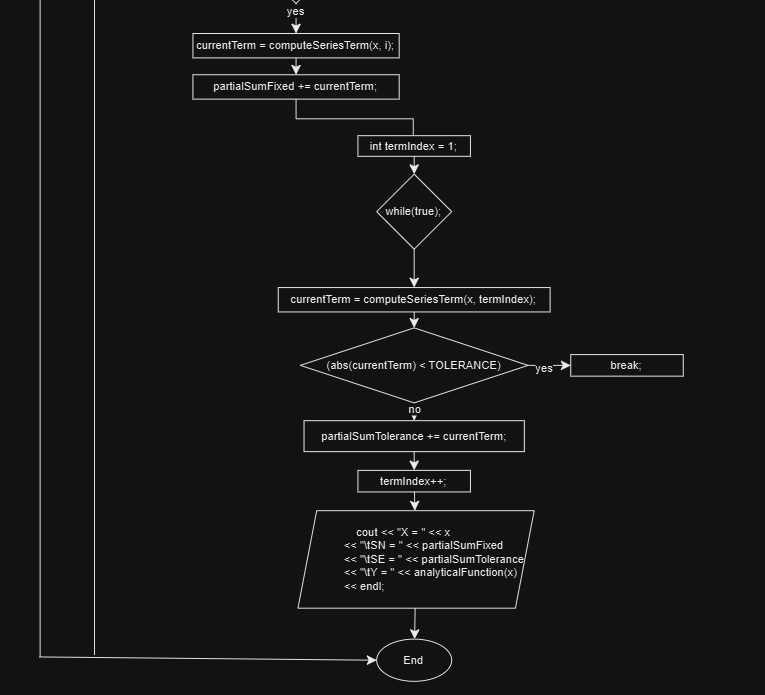 yes
currentTerm = computeSeriesTerm(x, i);
partialSumFixed += currentTerm;
int termIndex = 1;
while(true);
currentTerm = computeSeriesTerm(x, termIndex);
(abs(currentTerm) < TOLERANCE)
yes
break;
no
partialSumTolerance += currentTerm;
termIndex++;
cout << "X = " << x
<< "\tSN = " << partialSumFixed
<< "\tSE = " << partialSumTolerance
<< "\tY = " << analyticalFunction(x)
<< endl;
End